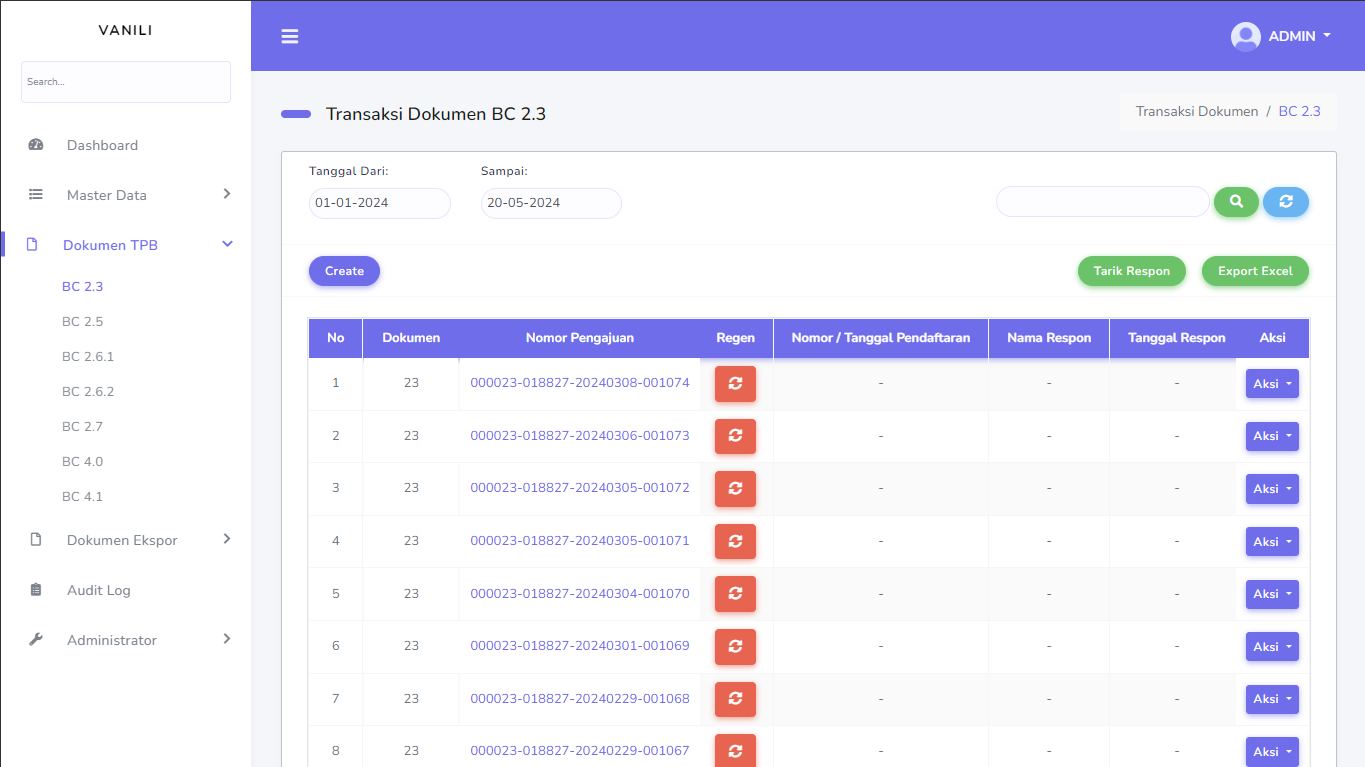 VANILI
Search...
Dashboard
Master Data
Dokumen TPB
BC 2.3
BC 2.5
BC 2.6.1
BC 2.6.2
BC 2.7
BC 4.0
BC 4.1
Dokumen Ekspor
Audit Log
Administrator
ADMIN
Transaksi Dokumen BC 2.3
Transaksi Dokumen / BC 2.3
Tanggal Dari: Sampai:
01-01-2024 20-05-2024
Create Tarik Respon Export Excel
No Dokumen Nomor Pengajuan Regen Nomor / Tanggal Pendaftaran Nama Respon Tanggal Respon Aksi
1 23 000023-018827-20240308-001074 - - - Aksi
2 23 000023-018827-20240306-001073 - - - Aksi
3 23 000023-018827-20240305-001072 - - - Aksi
4 23 000023-018827-20240305-001071 - - - Aksi
5 23 000023-018827-20240304-001070 - - - Aksi
6 23 000023-018827-20240301-001069 - - - Aksi
7 23 000023-018827-20240229-001068 - - - Aksi
8 23 000023-018827-20240229-001067 - - - Aksi